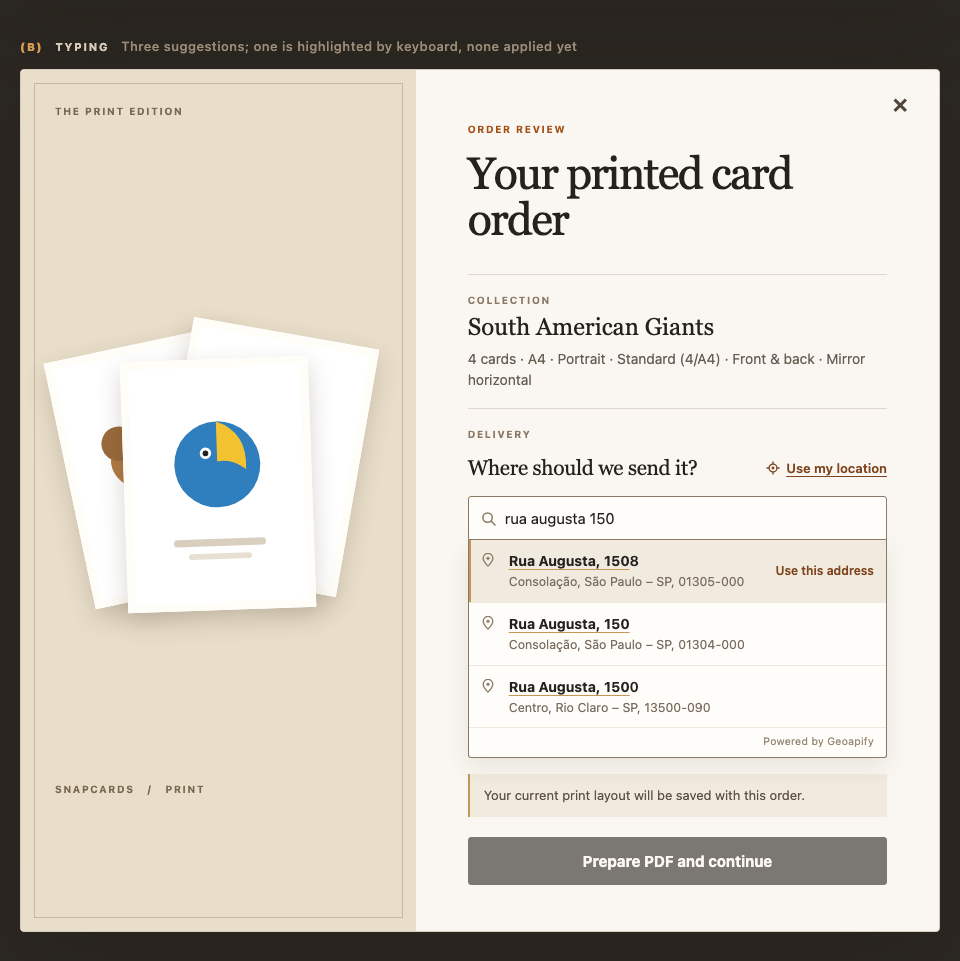 (B) TYPING Three suggestions; one is highlighted by keyboard, none applied yet
THE PRINT EDITION
SNAPCARDS / PRINT
ORDER REVIEW
Your printed card
order
COLLECTION
South American Giants
4 cards · A4 · Portrait · Standard (4/A4) · Front & back · Mirror
horizontal
DELIVERY
Where should we send it?
Use my location
rua augusta 150
Rua Augusta, 1508
Consolação, São Paulo – SP, 01305-000
Use this address
Rua Augusta, 150
Consolação, São Paulo – SP, 01304-000
Rua Augusta, 1500
Centro, Rio Claro – SP, 13500-090
Powered by Geoapify
Your current print layout will be saved with this order.
Prepare PDF and continue